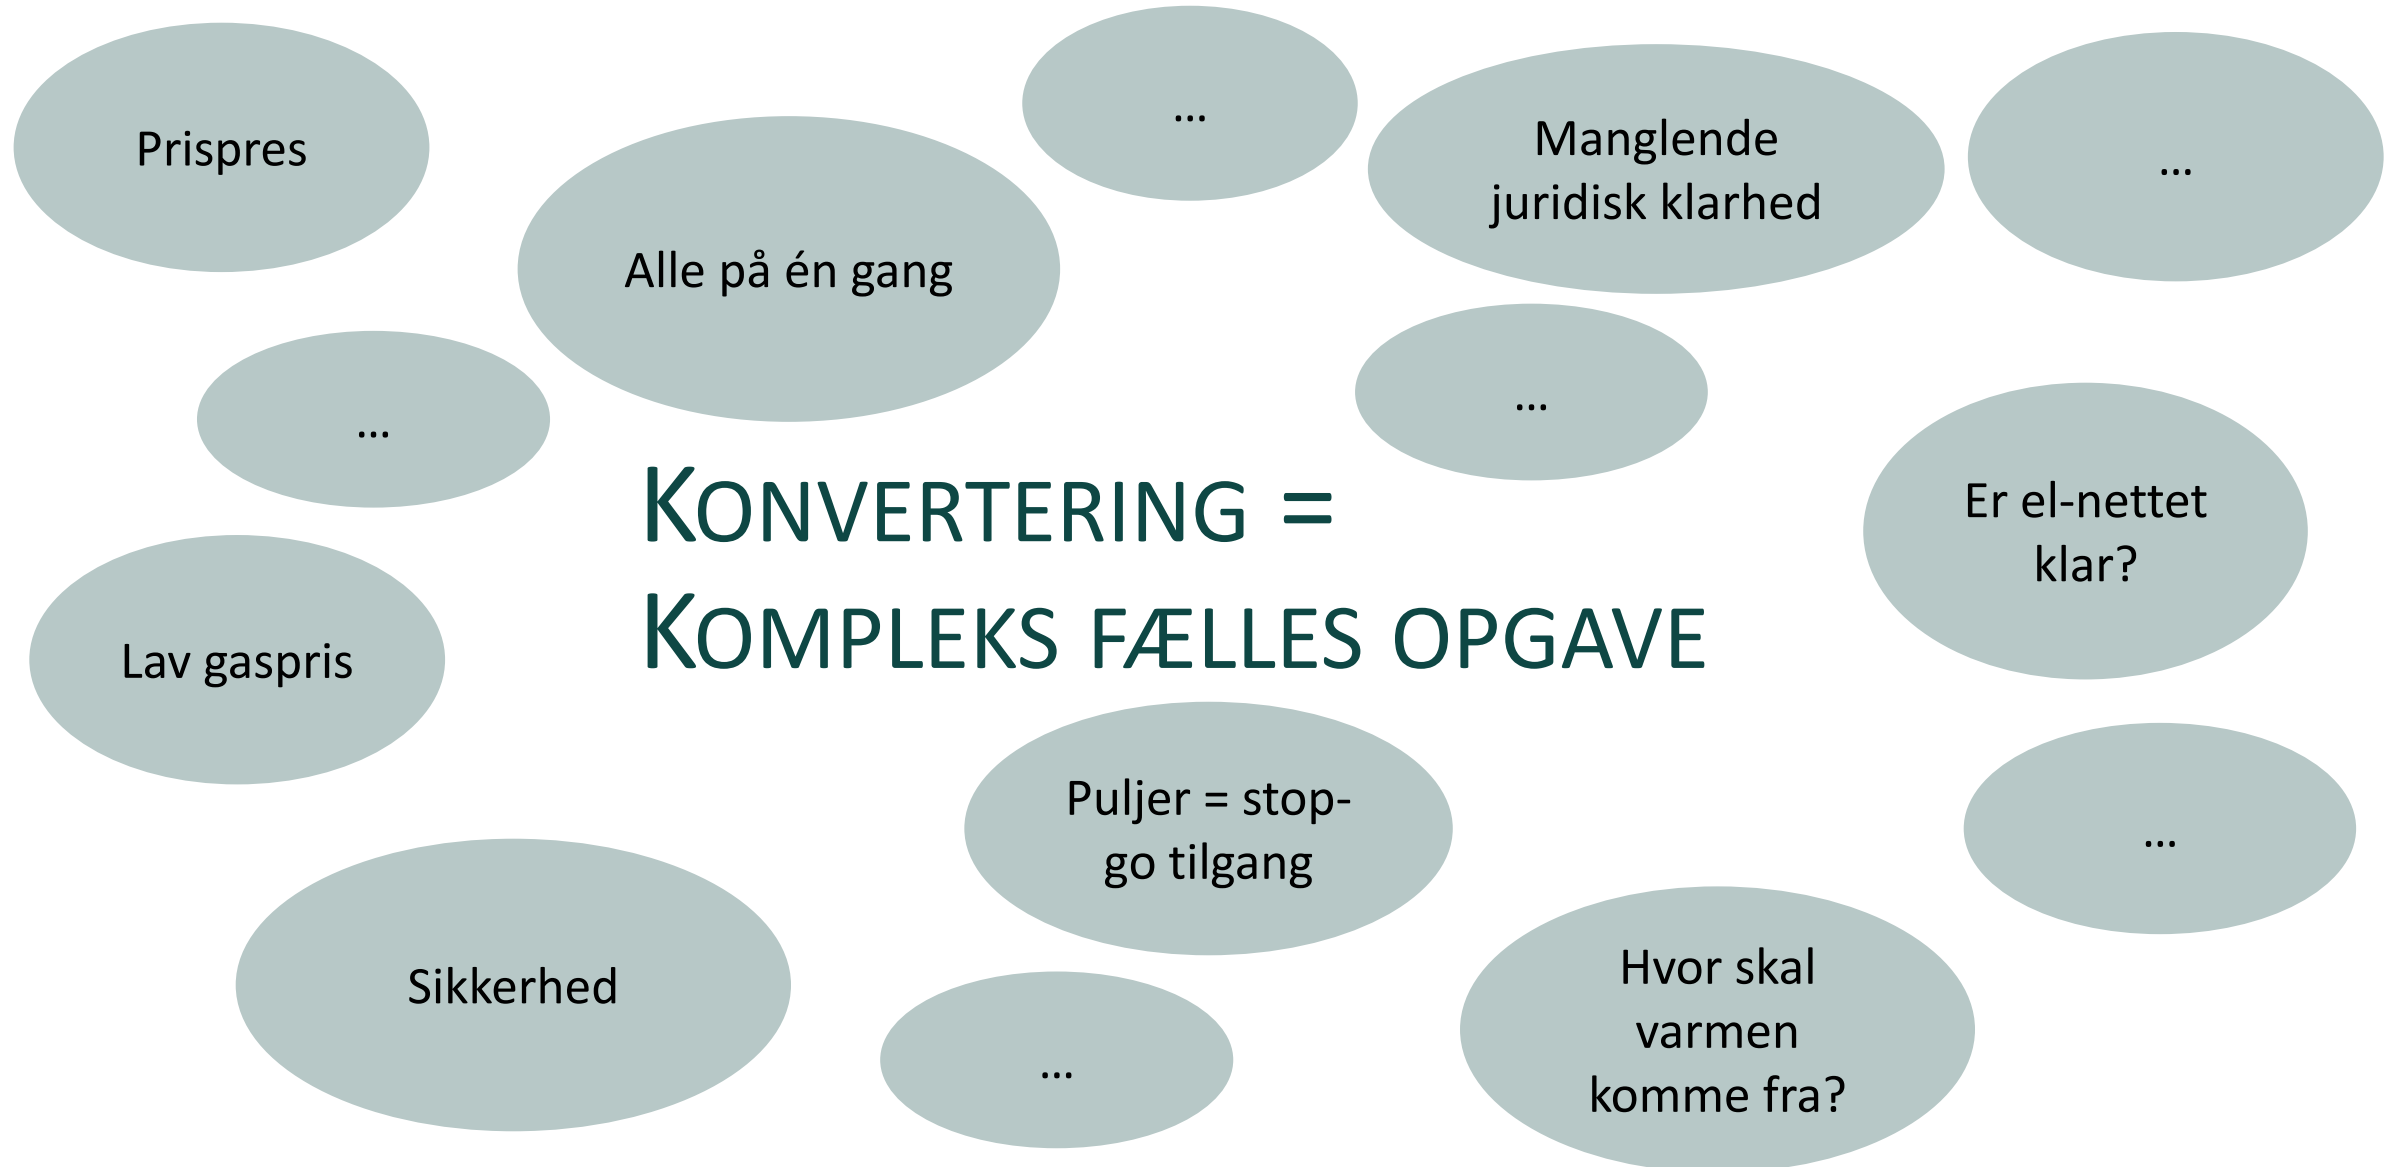 Prispres
Alle på én gang
…
Manglende
juridisk klarhed
…
…
…
KONVERTERING =
KOMPLEKS FÆLLES OPGAVE
Er el-nettet
klar?
Lav gaspris
Puljer = stop-
go tilgang
…
Sikkerhed
…
Hvor skal
varmen
komme fra?